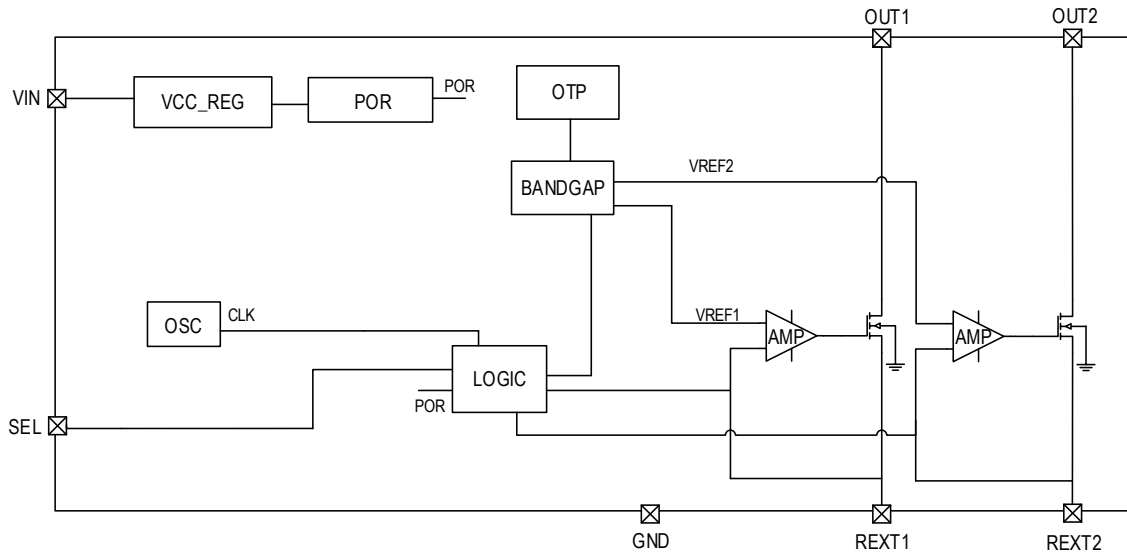 OUT1
OUT2
VIN
VCC_REG
POR
POR
OTP
BANDGAP
VREF2
OSC
CLK
VREF1
AMP
AMP
LOGIC
POR
SEL
GND
REXT1
REXT2